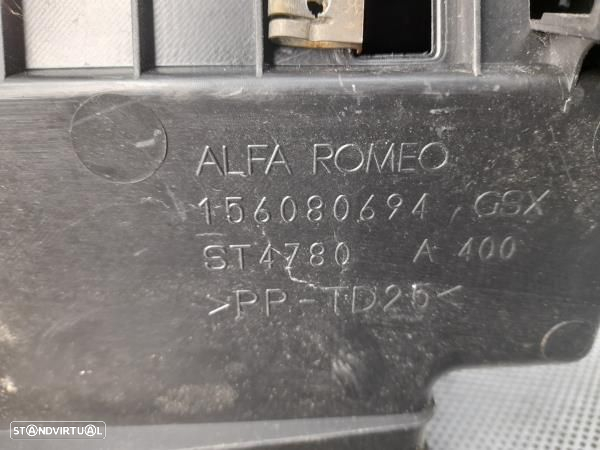 ALFA ROMEO
156080694 GSX
ST4780 A 400
>PP-TD25<
STANDVIRTUAL